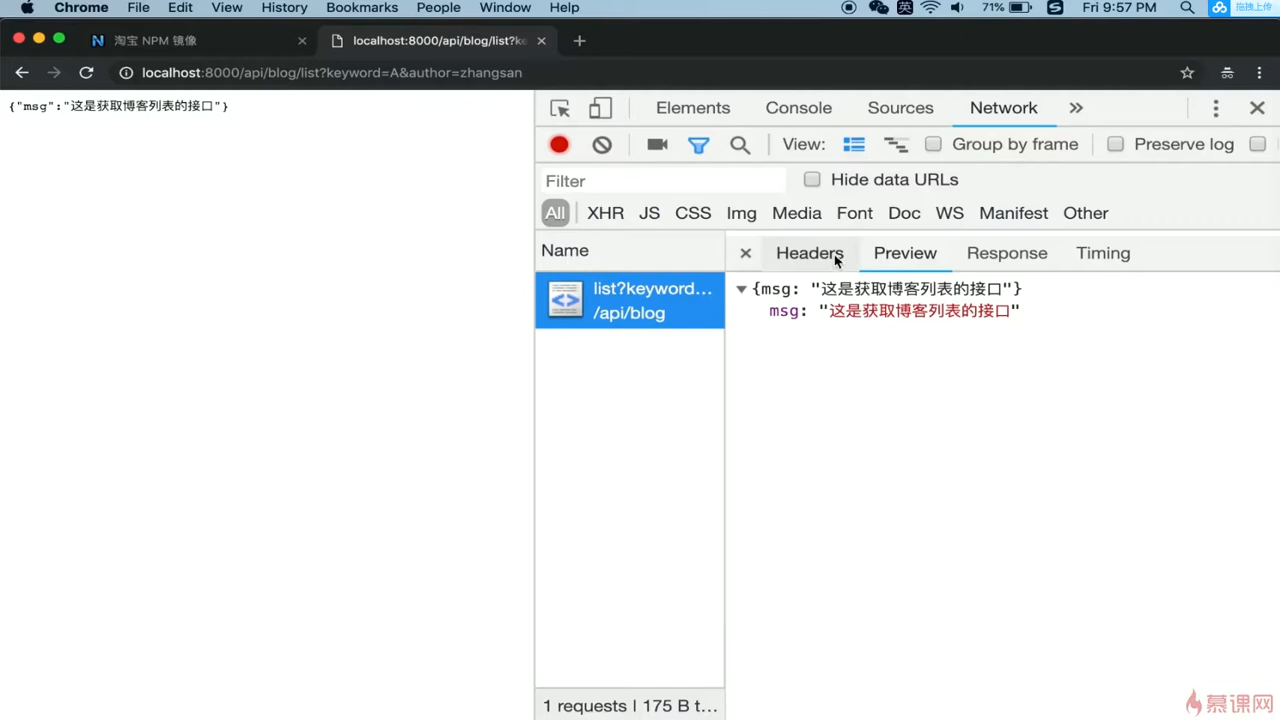 Chrome File Edit View History Bookmarks People Window Help 英 71% Fri 9:57 PM 拖拽上传
淘宝 NPM 镜像 localhost:8000/api/blog/list?k
localhost:8000/api/blog/list?keyword=A&author=zhangsan
{"msg":"这是获取博客列表的接口"}
Elements Console Sources Network
View: Group by frame Preserve log
Filter Hide data URLs
All XHR JS CSS Img Media Font Doc WS Manifest Other
Name
Headers Preview Response Timing
list?keyword…
/api/blog
{msg: "这是获取博客列表的接口"}
msg: "这是获取博客列表的接口"
1 requests | 175 B t…
慕课网